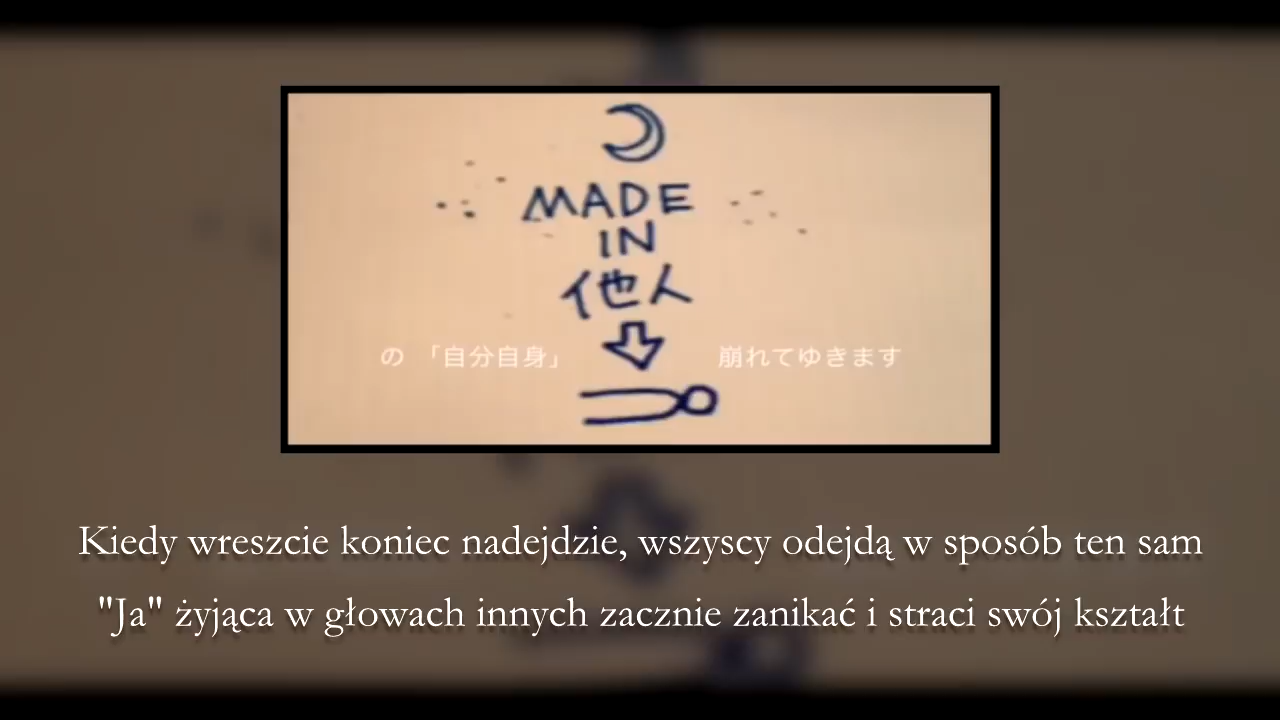 MADE
IN
他人
の 「自分自身」 崩れてゆきます
Kiedy wreszcie koniec nadejdzie, wszyscy odejdą w sposób ten sam
"Ja" żyjąca w głowach innych zacznie zanikać i straci swój kształt